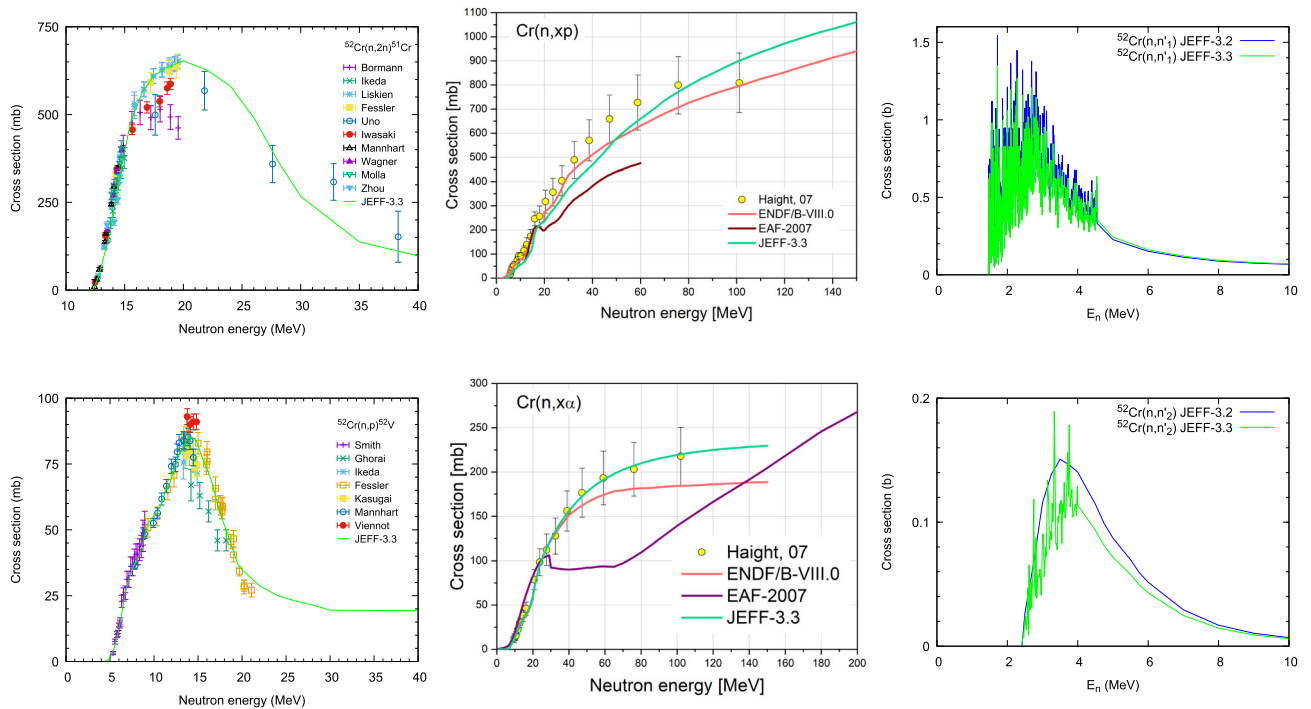 ⁵²Cr(n,2n)⁵¹Cr
Bormann
Ikeda
Liskien
Fessler
Uno
Iwasaki
Mannhart
Wagner
Molla
Zhou
JEFF-3.3
Cross section (mb)
750
500
250
0
10 15 20 25 30 35 40
Neutron energy (MeV)
Cr(n,xp)
Haight, 07
ENDF/B-VIII.0
EAF-2007
JEFF-3.3
Cross section [mb]
1100
1000
900
800
700
600
500
400
300
200
100
0
0 20 40 60 80 100 120 140
Neutron energy [MeV]
⁵²Cr(n,n'₁) JEFF-3.2
⁵²Cr(n,n'₁) JEFF-3.3
Cross section (b)
1.5
1
0.5
0
0 2 4 6 8 10
Eₙ (MeV)
⁵²Cr(n,p)⁵²V
Smith
Ghorai
Ikeda
Fessler
Kasugai
Mannhart
Viennot
JEFF-3.3
Cross section (mb)
100
75
50
25
0
0 5 10 15 20 25 30 35 40
Neutron energy (MeV)
Cr(n,xα)
Haight, 07
ENDF/B-VIII.0
EAF-2007
JEFF-3.3
Cross section [mb]
300
250
200
150
100
50
0
0 20 40 60 80 100 120 140 160 180 200
Neutron energy [MeV]
⁵²Cr(n,n'₂) JEFF-3.2
⁵²Cr(n,n'₂) JEFF-3.3
Cross section (b)
0.2
0.1
0
0 2 4 6 8 10
Eₙ (MeV)